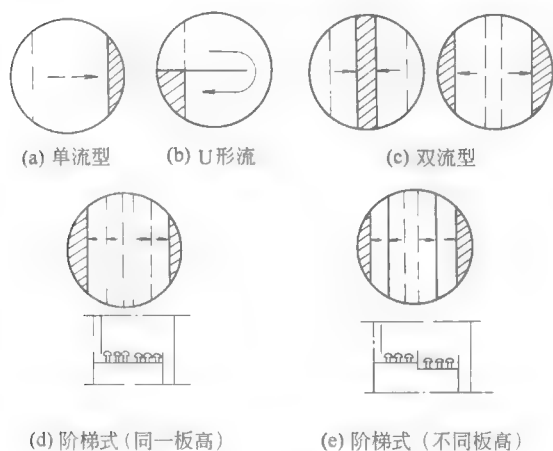 (a) 单流型
(b) U形流
(c) 双流型
(d) 阶梯式 (同一板高)
(e) 阶梯式 (不同板高)